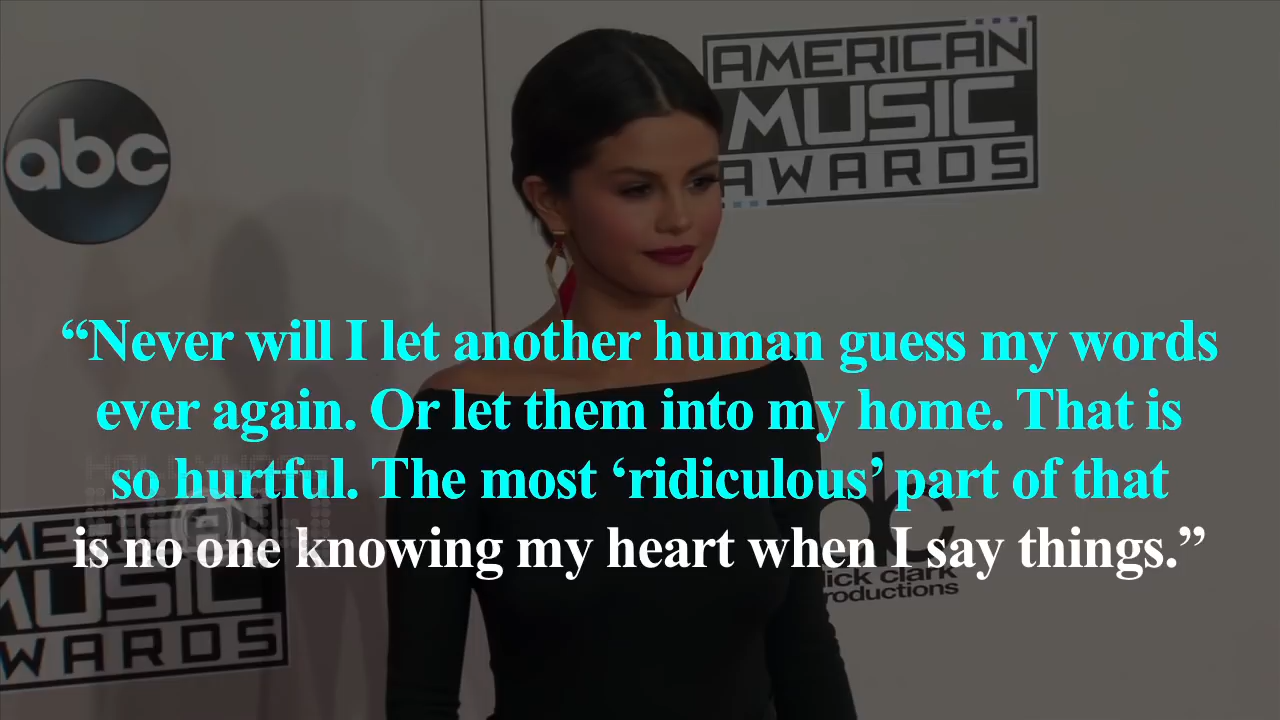 abc
AMERICAN
MUSIC
AWARDS
“Never will I let another human guess my words
ever again. Or let them into my home. That is
so hurtful. The most ‘ridiculous’ part of that
is no one knowing my heart when I say things.”
MUSIC
AWARDS
ick clark
roductions